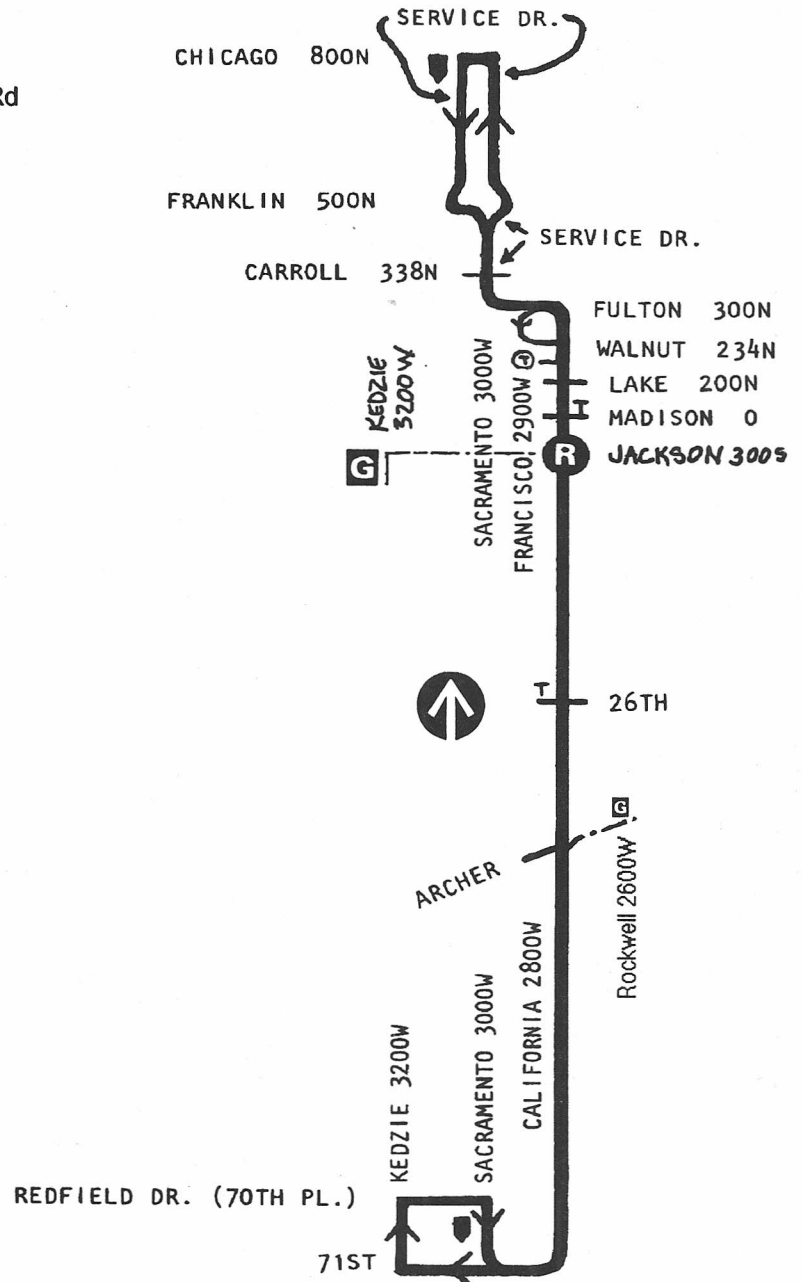 SERVICE DR.
CHICAGO 800N
Rd
FRANKLIN 500N
SERVICE DR.
CARROLL 338N
FULTON 300N
WALNUT 234N
T
LAKE 200N
T
MADISON 0
KEDZIE
3200W
SACRAMENTO 3000W
FRANCISCO 2900W
G
R
JACKSON 300S
T
26TH
G
ARCHER
Rockwell 2600W
CALIFORNIA 2800W
SACRAMENTO 3000W
KEDZIE 3200W
REDFIELD DR. (70TH PL.)
71ST